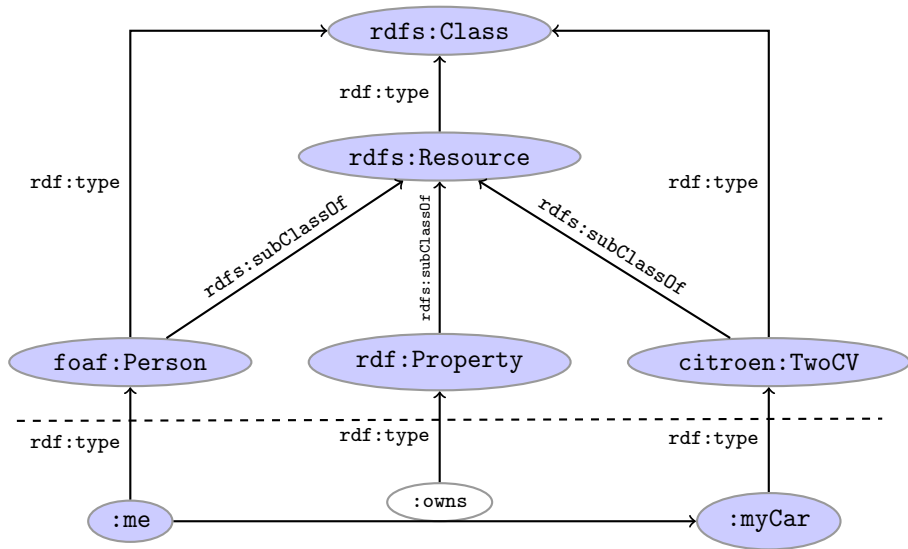 rdfs:Class
rdf:type
rdfs:Resource
rdf:type
rdf:type
rdfs:subClassOf
rdfs:subClassOf
rdfs:subClassOf
foaf:Person
rdf:Property
citroen:TwoCV
rdf:type
rdf:type
rdf:type
:me
:owns
:myCar